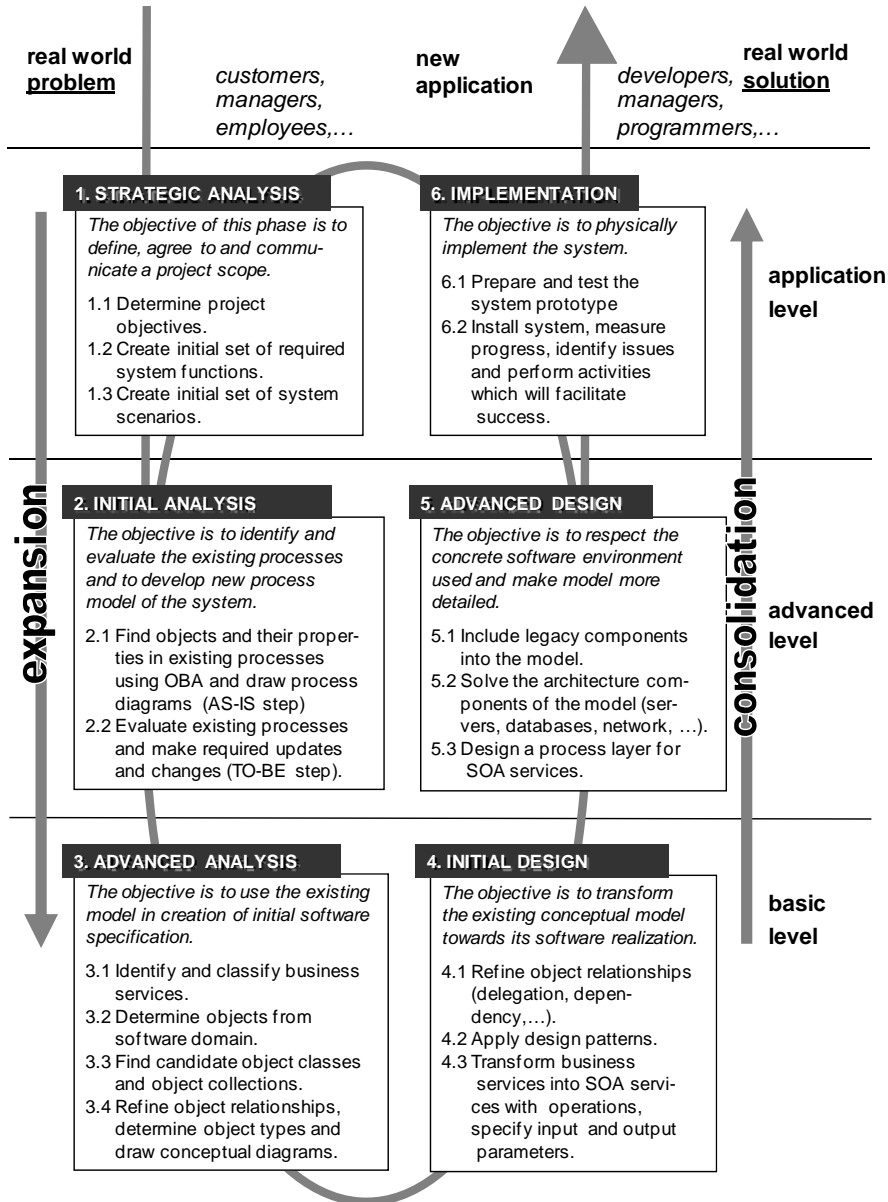 real world
problem
customers,
managers,
employees,…
new
application
developers,
managers,
programmers,…
real world
solution
1. STRATEGIC ANALYSIS
The objective of this phase is to
define, agree to and commu-
nicate a project scope.
1.1 Determine project
objectives.
1.2 Create initial set of required
system functions.
1.3 Create initial set of system
scenarios.
6. IMPLEMENTATION
The objective is to physically
implement the system.
6.1 Prepare and test the
system prototype
6.2 Install system, measure
progress, identify issues
and perform activities
which will facilitate
success.
application
level
expansion
2. INITIAL ANALYSIS
The objective is to identify and
evaluate the existing processes
and to develop new process
model of the system.
2.1 Find objects and their proper-
ties in existing processes
using OBA and draw process
diagrams (AS-IS step)
2.2 Evaluate existing processes
and make required updates
and changes (TO-BE step).
5. ADVANCED DESIGN
The objective is to respect the
concrete software environment
used and make model more
detailed.
5.1 Include legacy components
into the model.
5.2 Solve the architecture com-
ponents of the model (ser-
vers, databases, network, …).
5.3 Design a process layer for
SOA services.
consolidation
advanced
level
3. ADVANCED ANALYSIS
The objective is to use the existing
model in creation of initial software
specification.
3.1 Identify and classify business
services.
3.2 Determine objects from
software domain.
3.3 Find candidate object classes
and object collections.
3.4 Refine object relationships,
determine object types and
draw conceptual diagrams.
4. INITIAL DESIGN
The objective is to transform
the existing conceptual model
towards its software realization.
4.1 Refine object relationships
(delegation, depen-
dency,…).
4.2 Apply design patterns.
4.3 Transform business
services into SOA servi-
ces with operations,
specify input and output
parameters.
basic
level